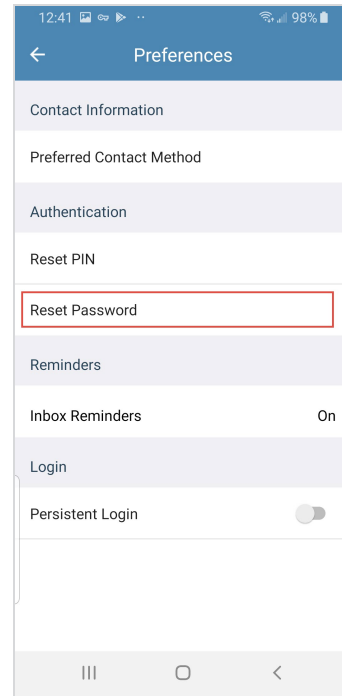 12:41 98%
Preferences
Contact Information
Preferred Contact Method
Authentication
Reset PIN
Reset Password
Reminders
Inbox Reminders On
Login
Persistent Login